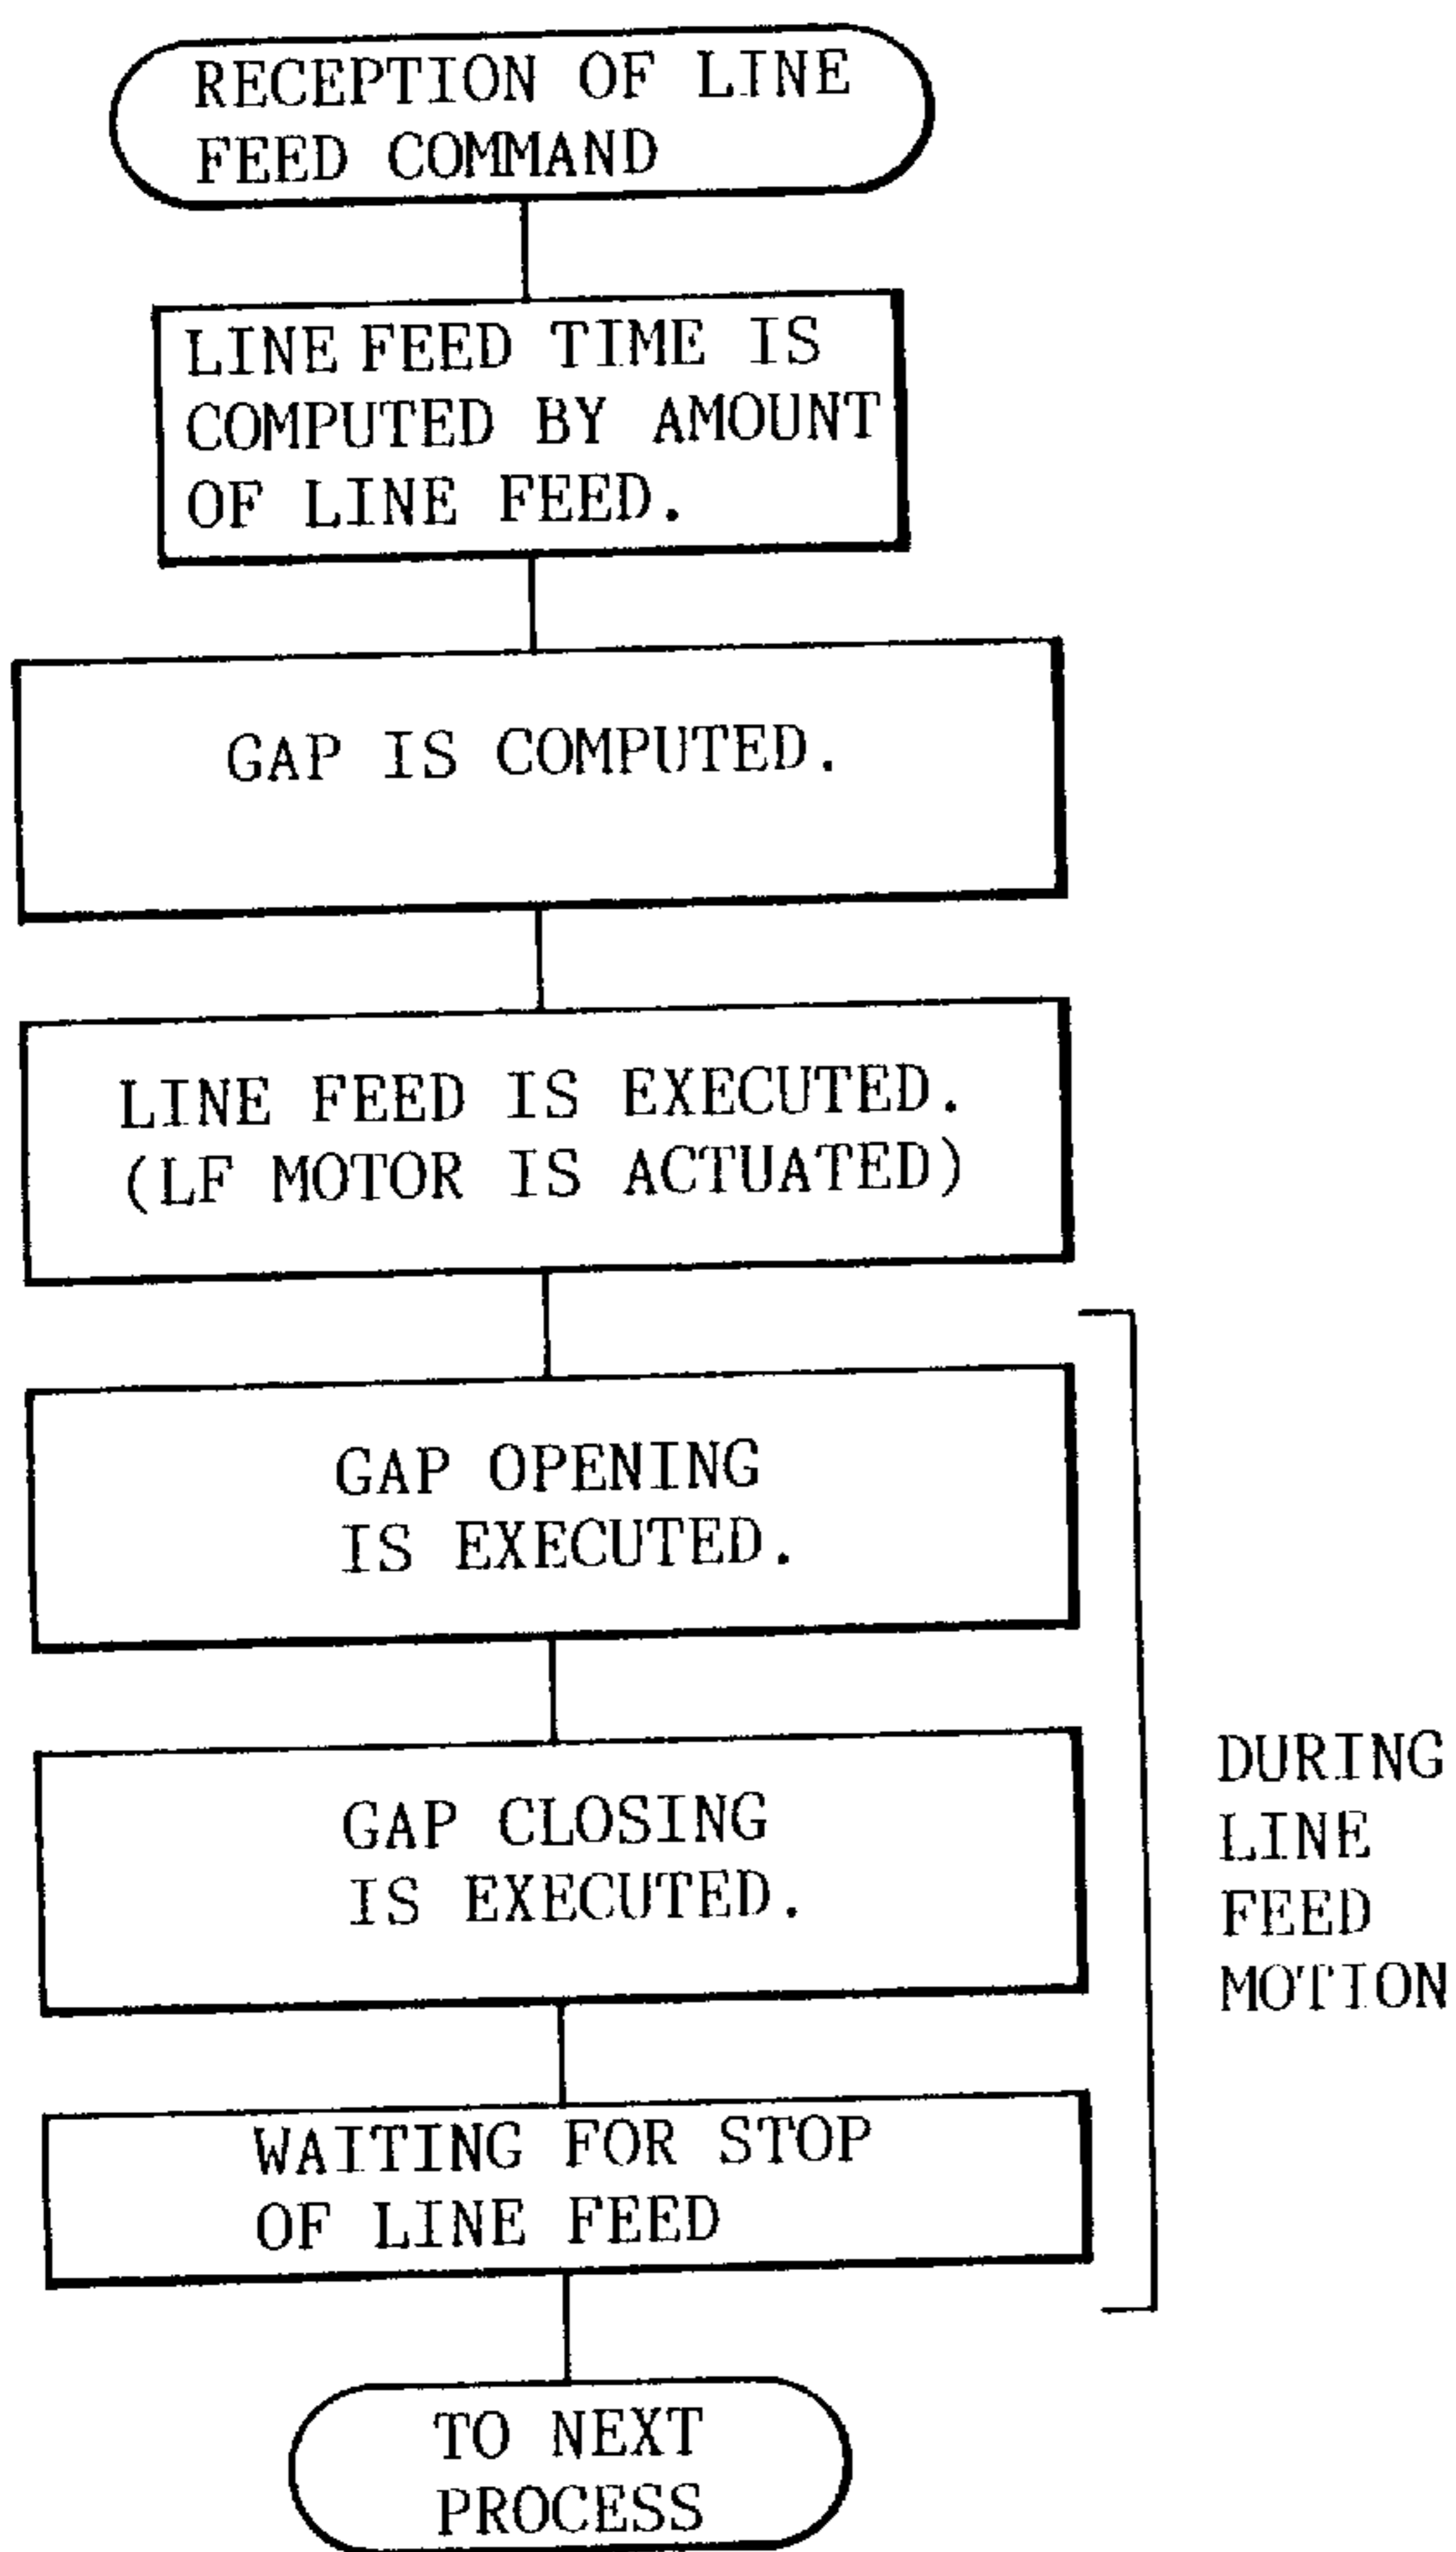 RECEPTION OF LINE
FEED COMMAND
LINE FEED TIME IS
COMPUTED BY AMOUNT
OF LINE FEED.
GAP IS COMPUTED.
LINE FEED IS EXECUTED.
(LF MOTOR IS ACTUATED)
GAP OPENING
IS EXECUTED.
GAP CLOSING
IS EXECUTED.
DURING
LINE
FEED
MOTION
WAITING FOR STOP
OF LINE FEED
TO NEXT
PROCESS